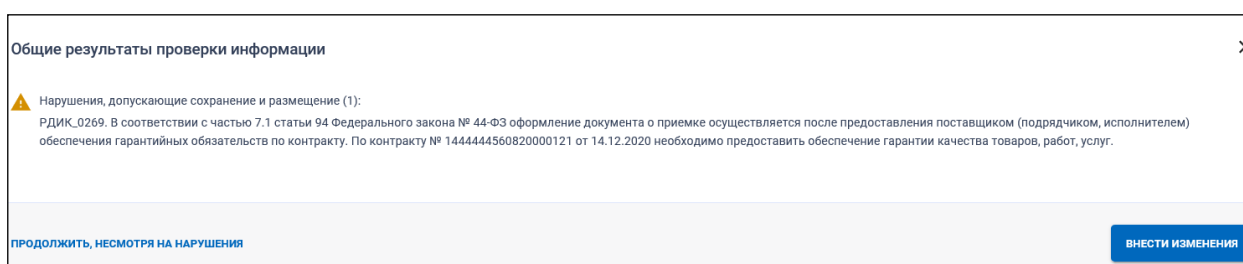 Общие результаты проверки информации
Нарушения, допускающие сохранение и размещение (1):
РДИК_0269. В соответствии с частью 7.1 статьи 94 Федерального закона № 44-ФЗ оформление документа о приемке осуществляется после предоставления поставщиком (подрядчиком, исполнителем)
обеспечения гарантийных обязательств по контракту. По контракту № 1444444560820000121 от 14.12.2020 необходимо предоставить обеспечение гарантии качества товаров, работ, услуг.
ПРОДОЛЖИТЬ, НЕСМОТРЯ НА НАРУШЕНИЯ
ВНЕСТИ ИЗМЕНЕНИЯ